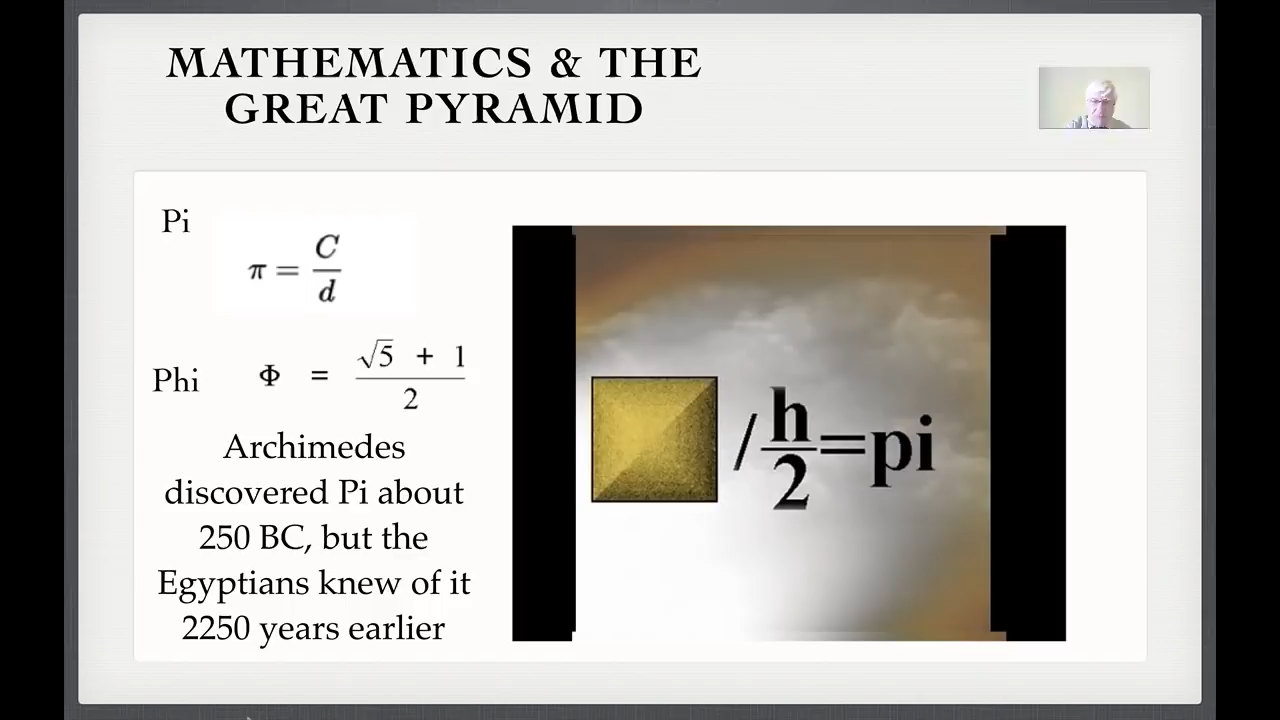 MATHEMATICS & THE
GREAT PYRAMID
Pi
π = C/d
Phi Φ = √5 + 1 / 2
Archimedes
discovered Pi about
250 BC, but the
Egyptians knew of it
2250 years earlier
/ h/2 = pi